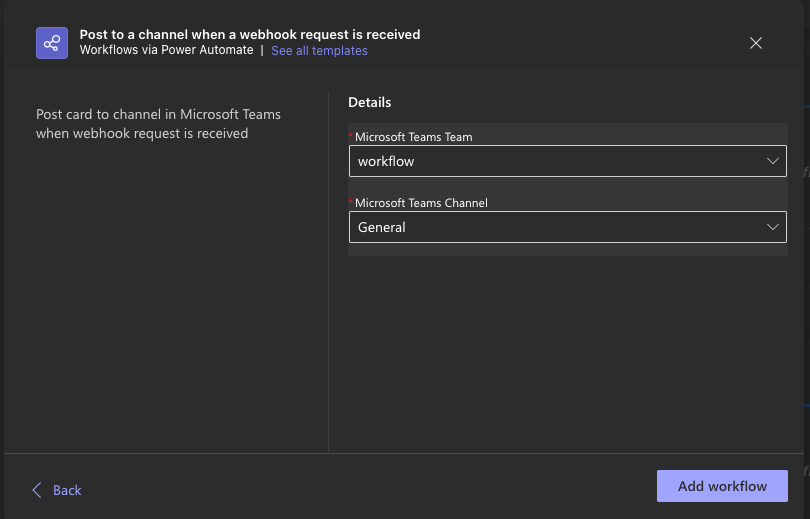 Post to a channel when a webhook request is received
Workflows via Power Automate | See all templates
Post card to channel in Microsoft Teams
when webhook request is received
Details
* Microsoft Teams Team
workflow
* Microsoft Teams Channel
General
Back
Add workflow